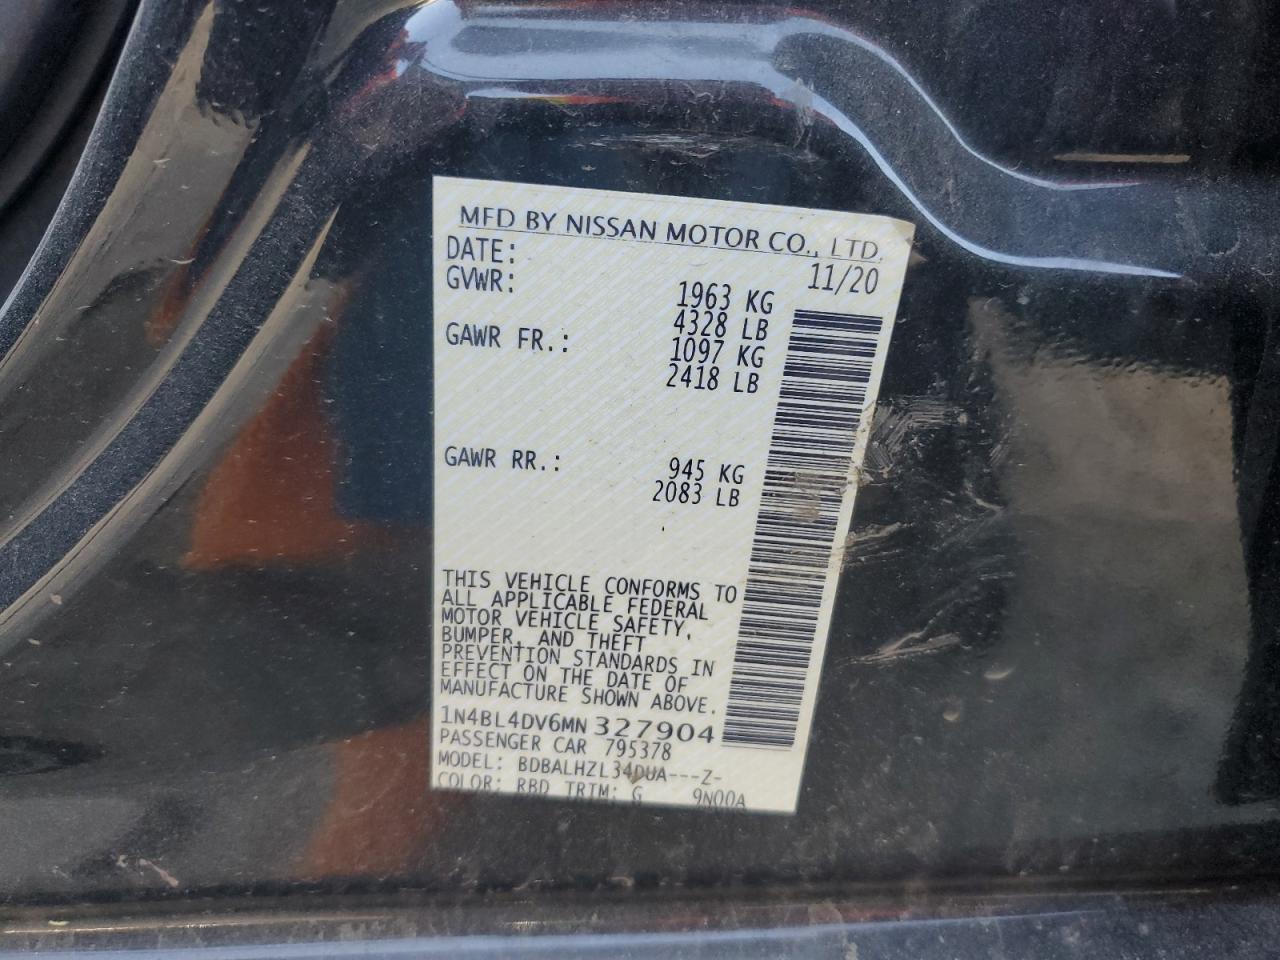 MFD BY NISSAN MOTOR CO., LTD.
DATE: 11/20
GVWR: 1963 KG
4328 LB
GAWR FR.: 1097 KG
2418 LB
GAWR RR.: 945 KG
2083 LB
THIS VEHICLE CONFORMS TO
ALL APPLICABLE FEDERAL
MOTOR VEHICLE SAFETY,
BUMPER, AND THEFT
PREVENTION STANDARDS IN
EFFECT ON THE DATE OF
MANUFACTURE SHOWN ABOVE.
1N4BL4DV6MN 327904
PASSENGER CAR 795378
MODEL: BDBALHZL34DUA---Z-
COLOR: RBD TRIM: G 9N00A